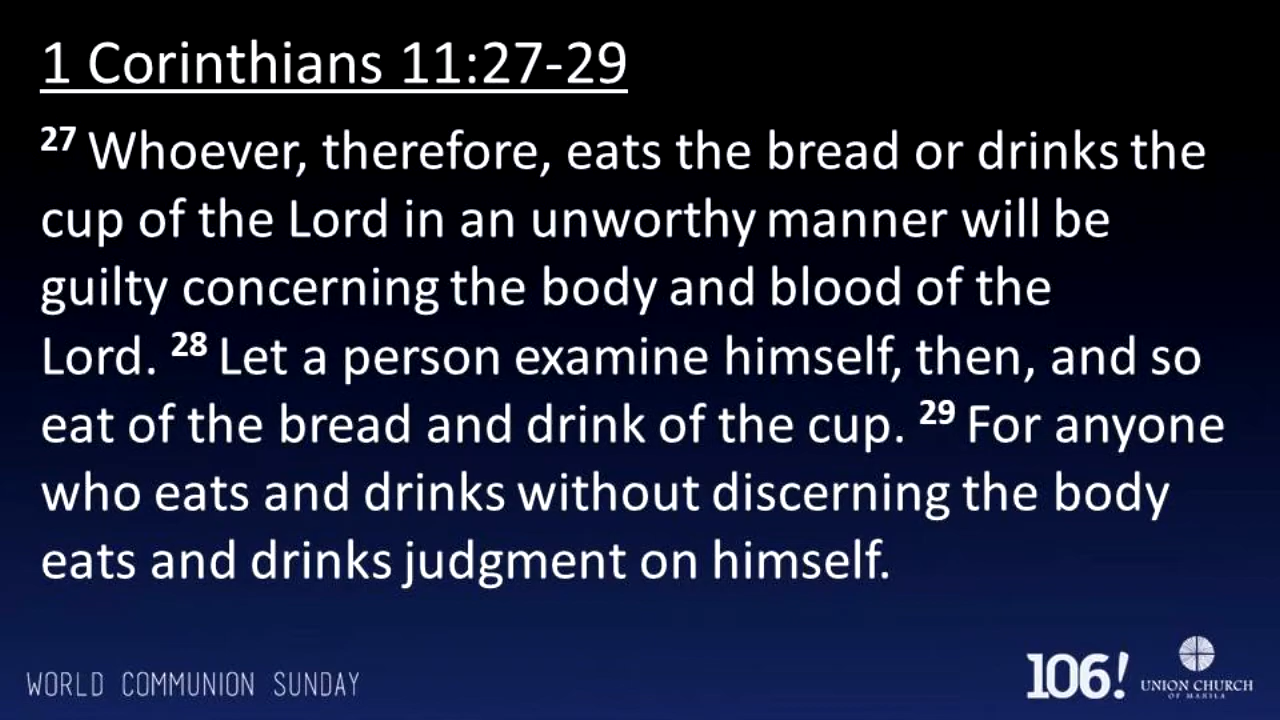 1 Corinthians 11:27-29
27 Whoever, therefore, eats the bread or drinks the
cup of the Lord in an unworthy manner will be
guilty concerning the body and blood of the
Lord. 28 Let a person examine himself, then, and so
eat of the bread and drink of the cup. 29 For anyone
who eats and drinks without discerning the body
eats and drinks judgment on himself.
WORLD COMMUNION SUNDAY
106!
UNION CHURCH
OF MANILA